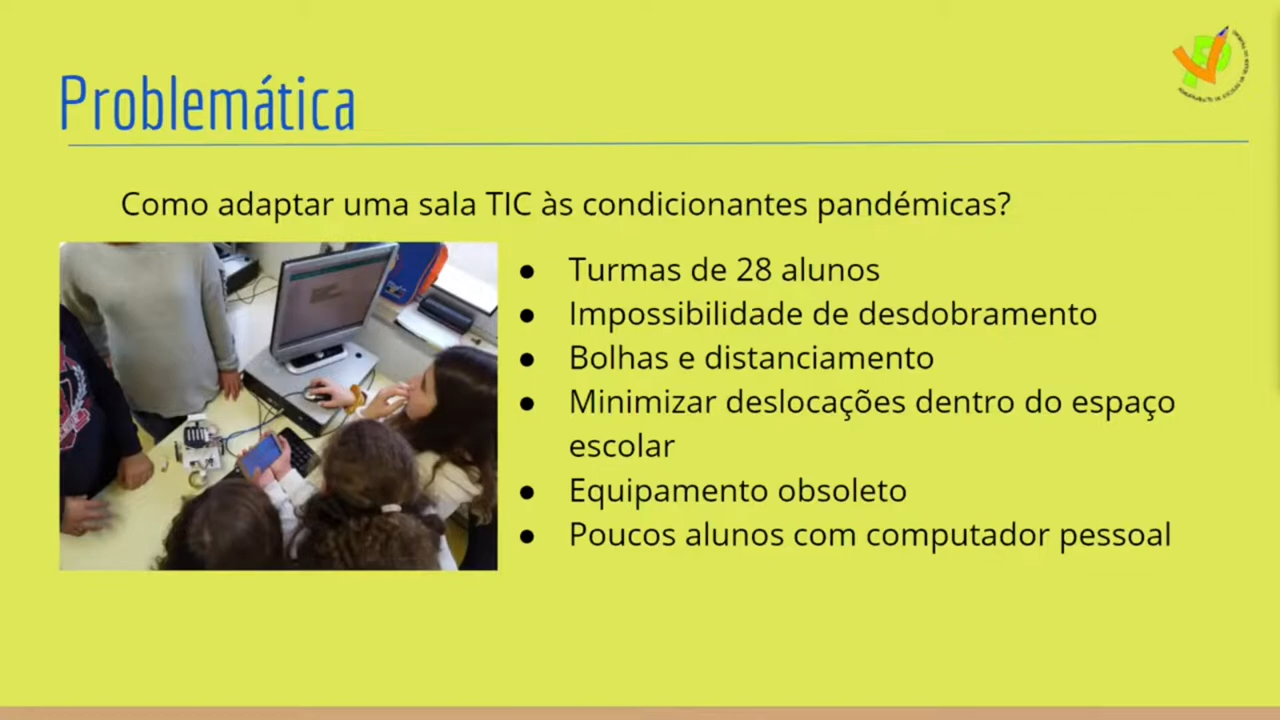 Problemática
Como adaptar uma sala TIC às condicionantes pandémicas?
● Turmas de 28 alunos
● Impossibilidade de desdobramento
● Bolhas e distanciamento
● Minimizar deslocações dentro do espaço
escolar
● Equipamento obsoleto
● Poucos alunos com computador pessoal